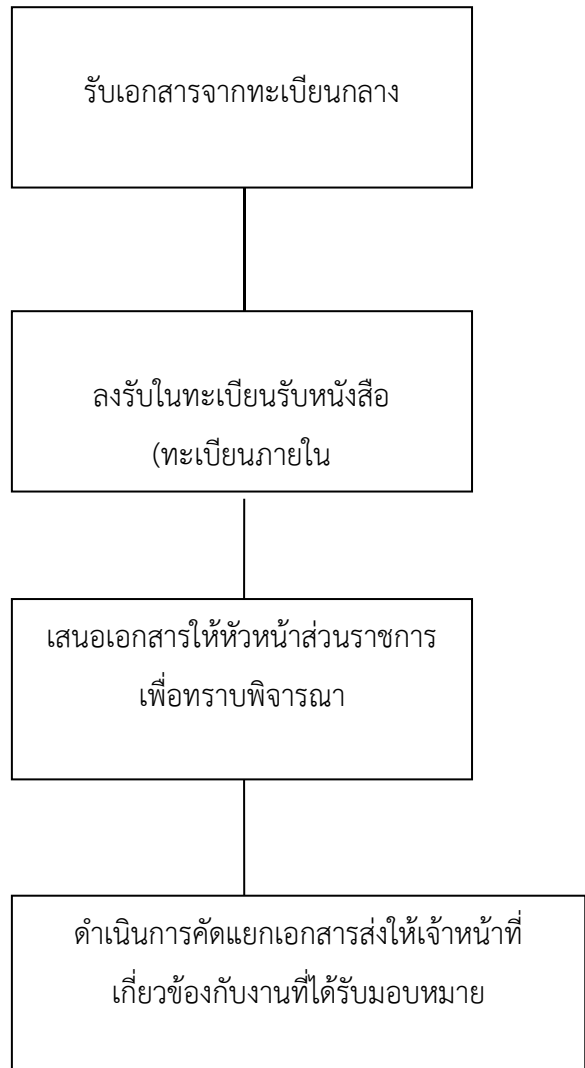 รับเอกสารจากทะเบียนกลาง
ลงรับในทะเบียนรับหนังสือ
(ทะเบียนภายใน
เสนอเอกสารให้หัวหน้าส่วนราชการ
เพื่อทราบพิจารณา
ดำเนินการคัดแยกเอกสารส่งให้เจ้าหน้าที่
เกี่ยวข้องกับงานที่ได้รับมอบหมาย